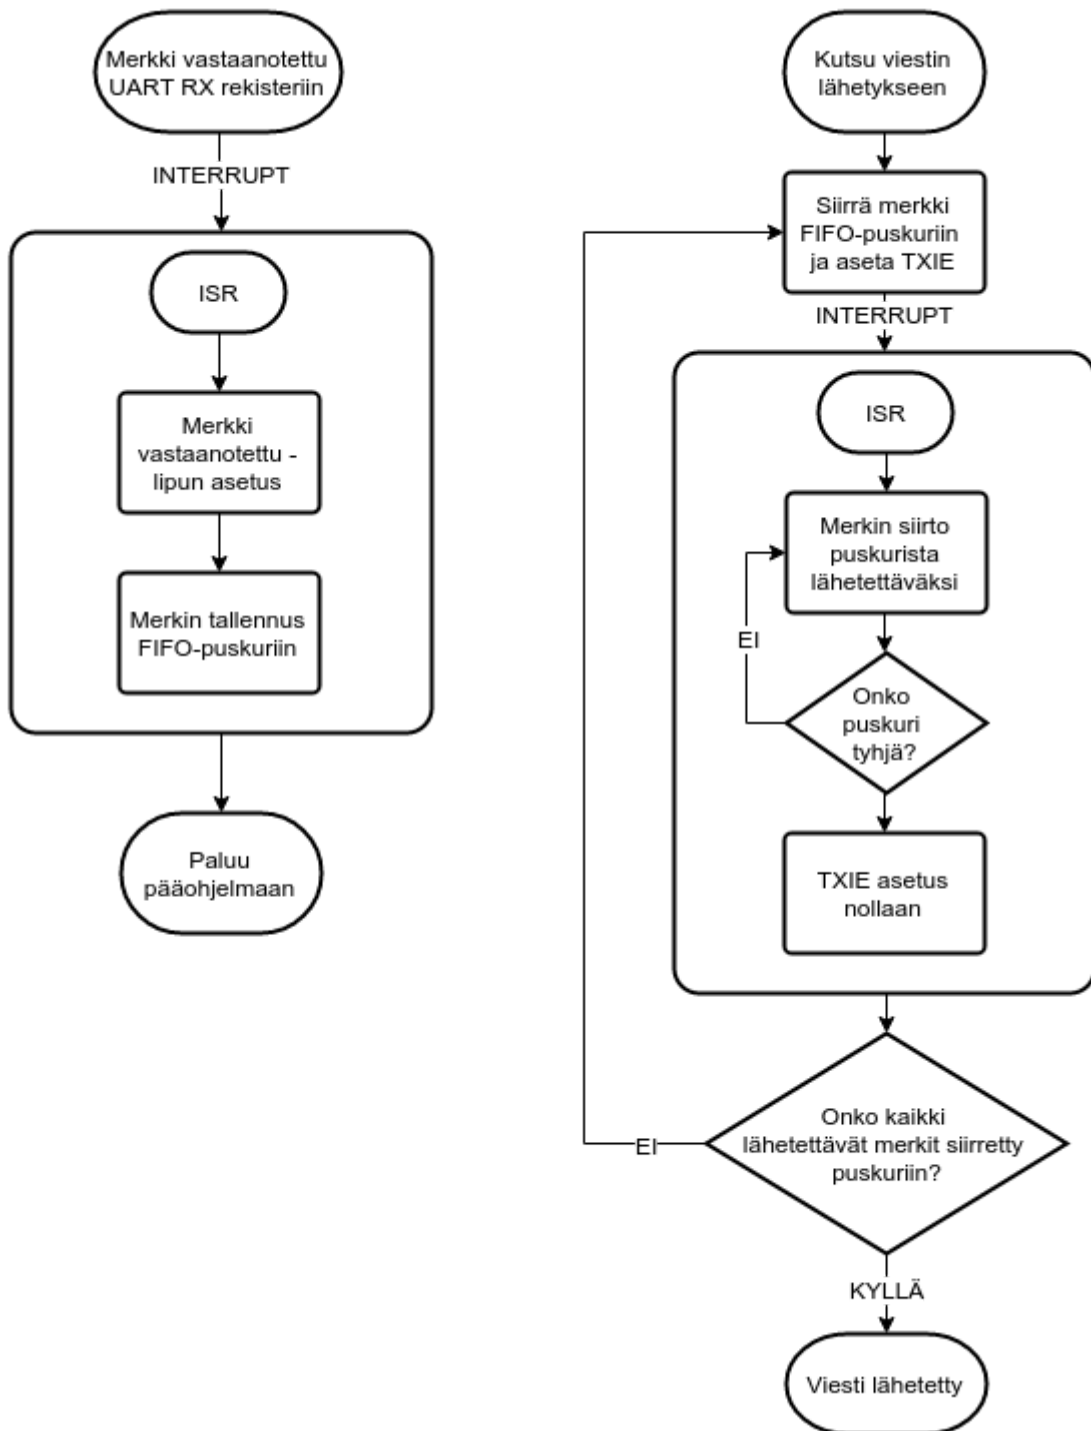 Merkki vastaanotettu
UART RX rekisteriin
INTERRUPT
ISR
Merkki
vastaanotettu -
lipun asetus
Merkin tallennus
FIFO-puskuriin
Paluu
pääohjelmaan
Kutsu viestin
lähetykseen
Siirrä merkki
FIFO-puskuriin
ja aseta TXIE
INTERRUPT
ISR
Merkin siirto
puskurista
lähetettäväksi
EI
Onko
puskuri
tyhjä?
TXIE asetus
nollaan
Onko kaikki
lähetettävät merkit siirretty
puskuriin?
EI
KYLLÄ
Viesti lähetetty